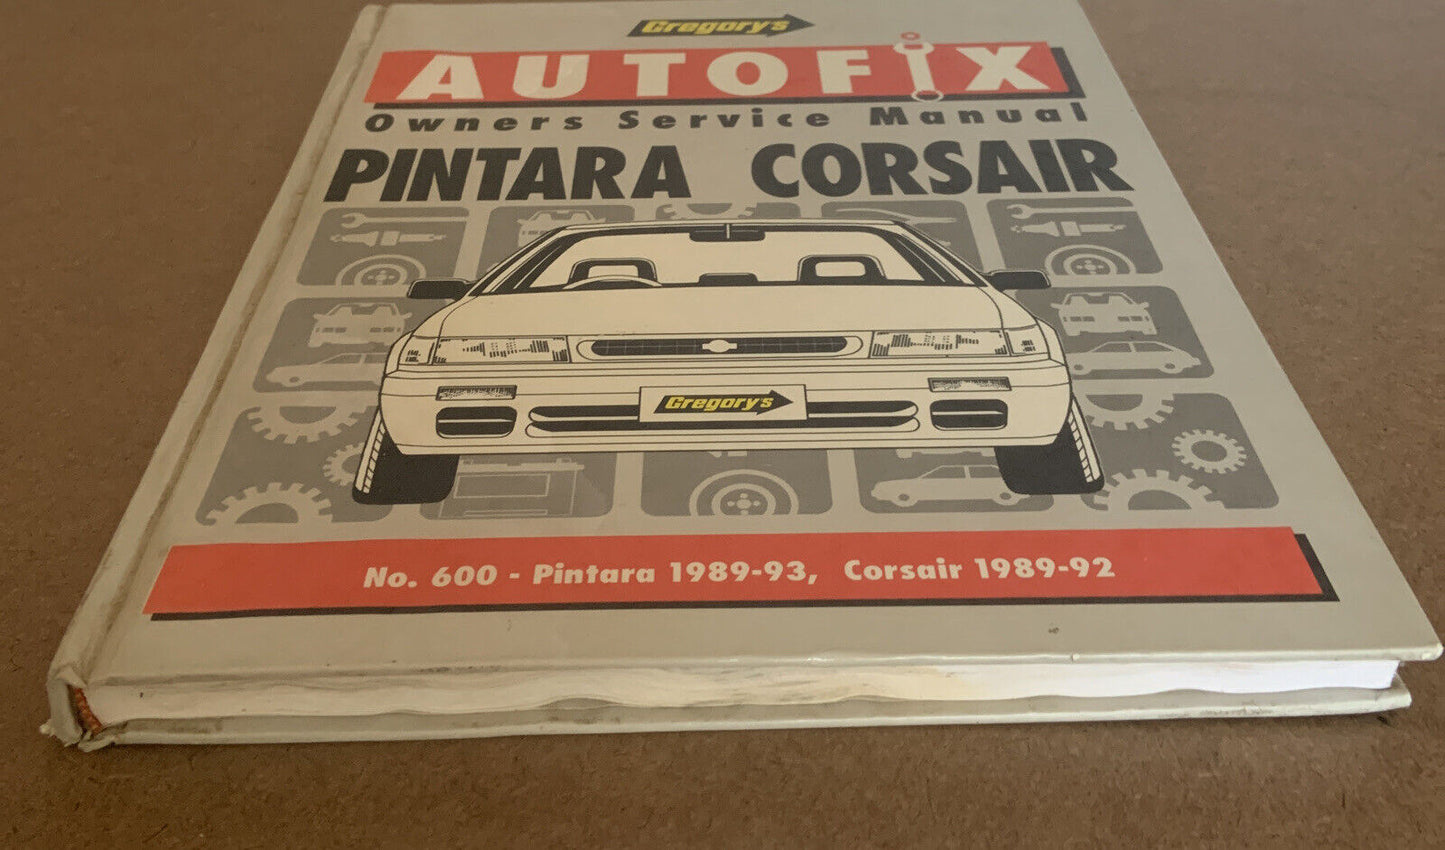 Gregory's
AUTOFiX
Owners Service Manual
PINTARA CORSAIR
Gregory's
No. 600 - Pintara 1989-93, Corsair 1989-92